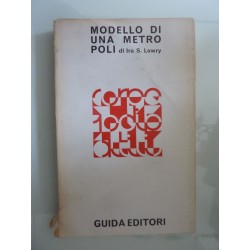 MODELLO DI
UNA METRO
POLI di Ira S. Lowry
GUIDA EDITORI